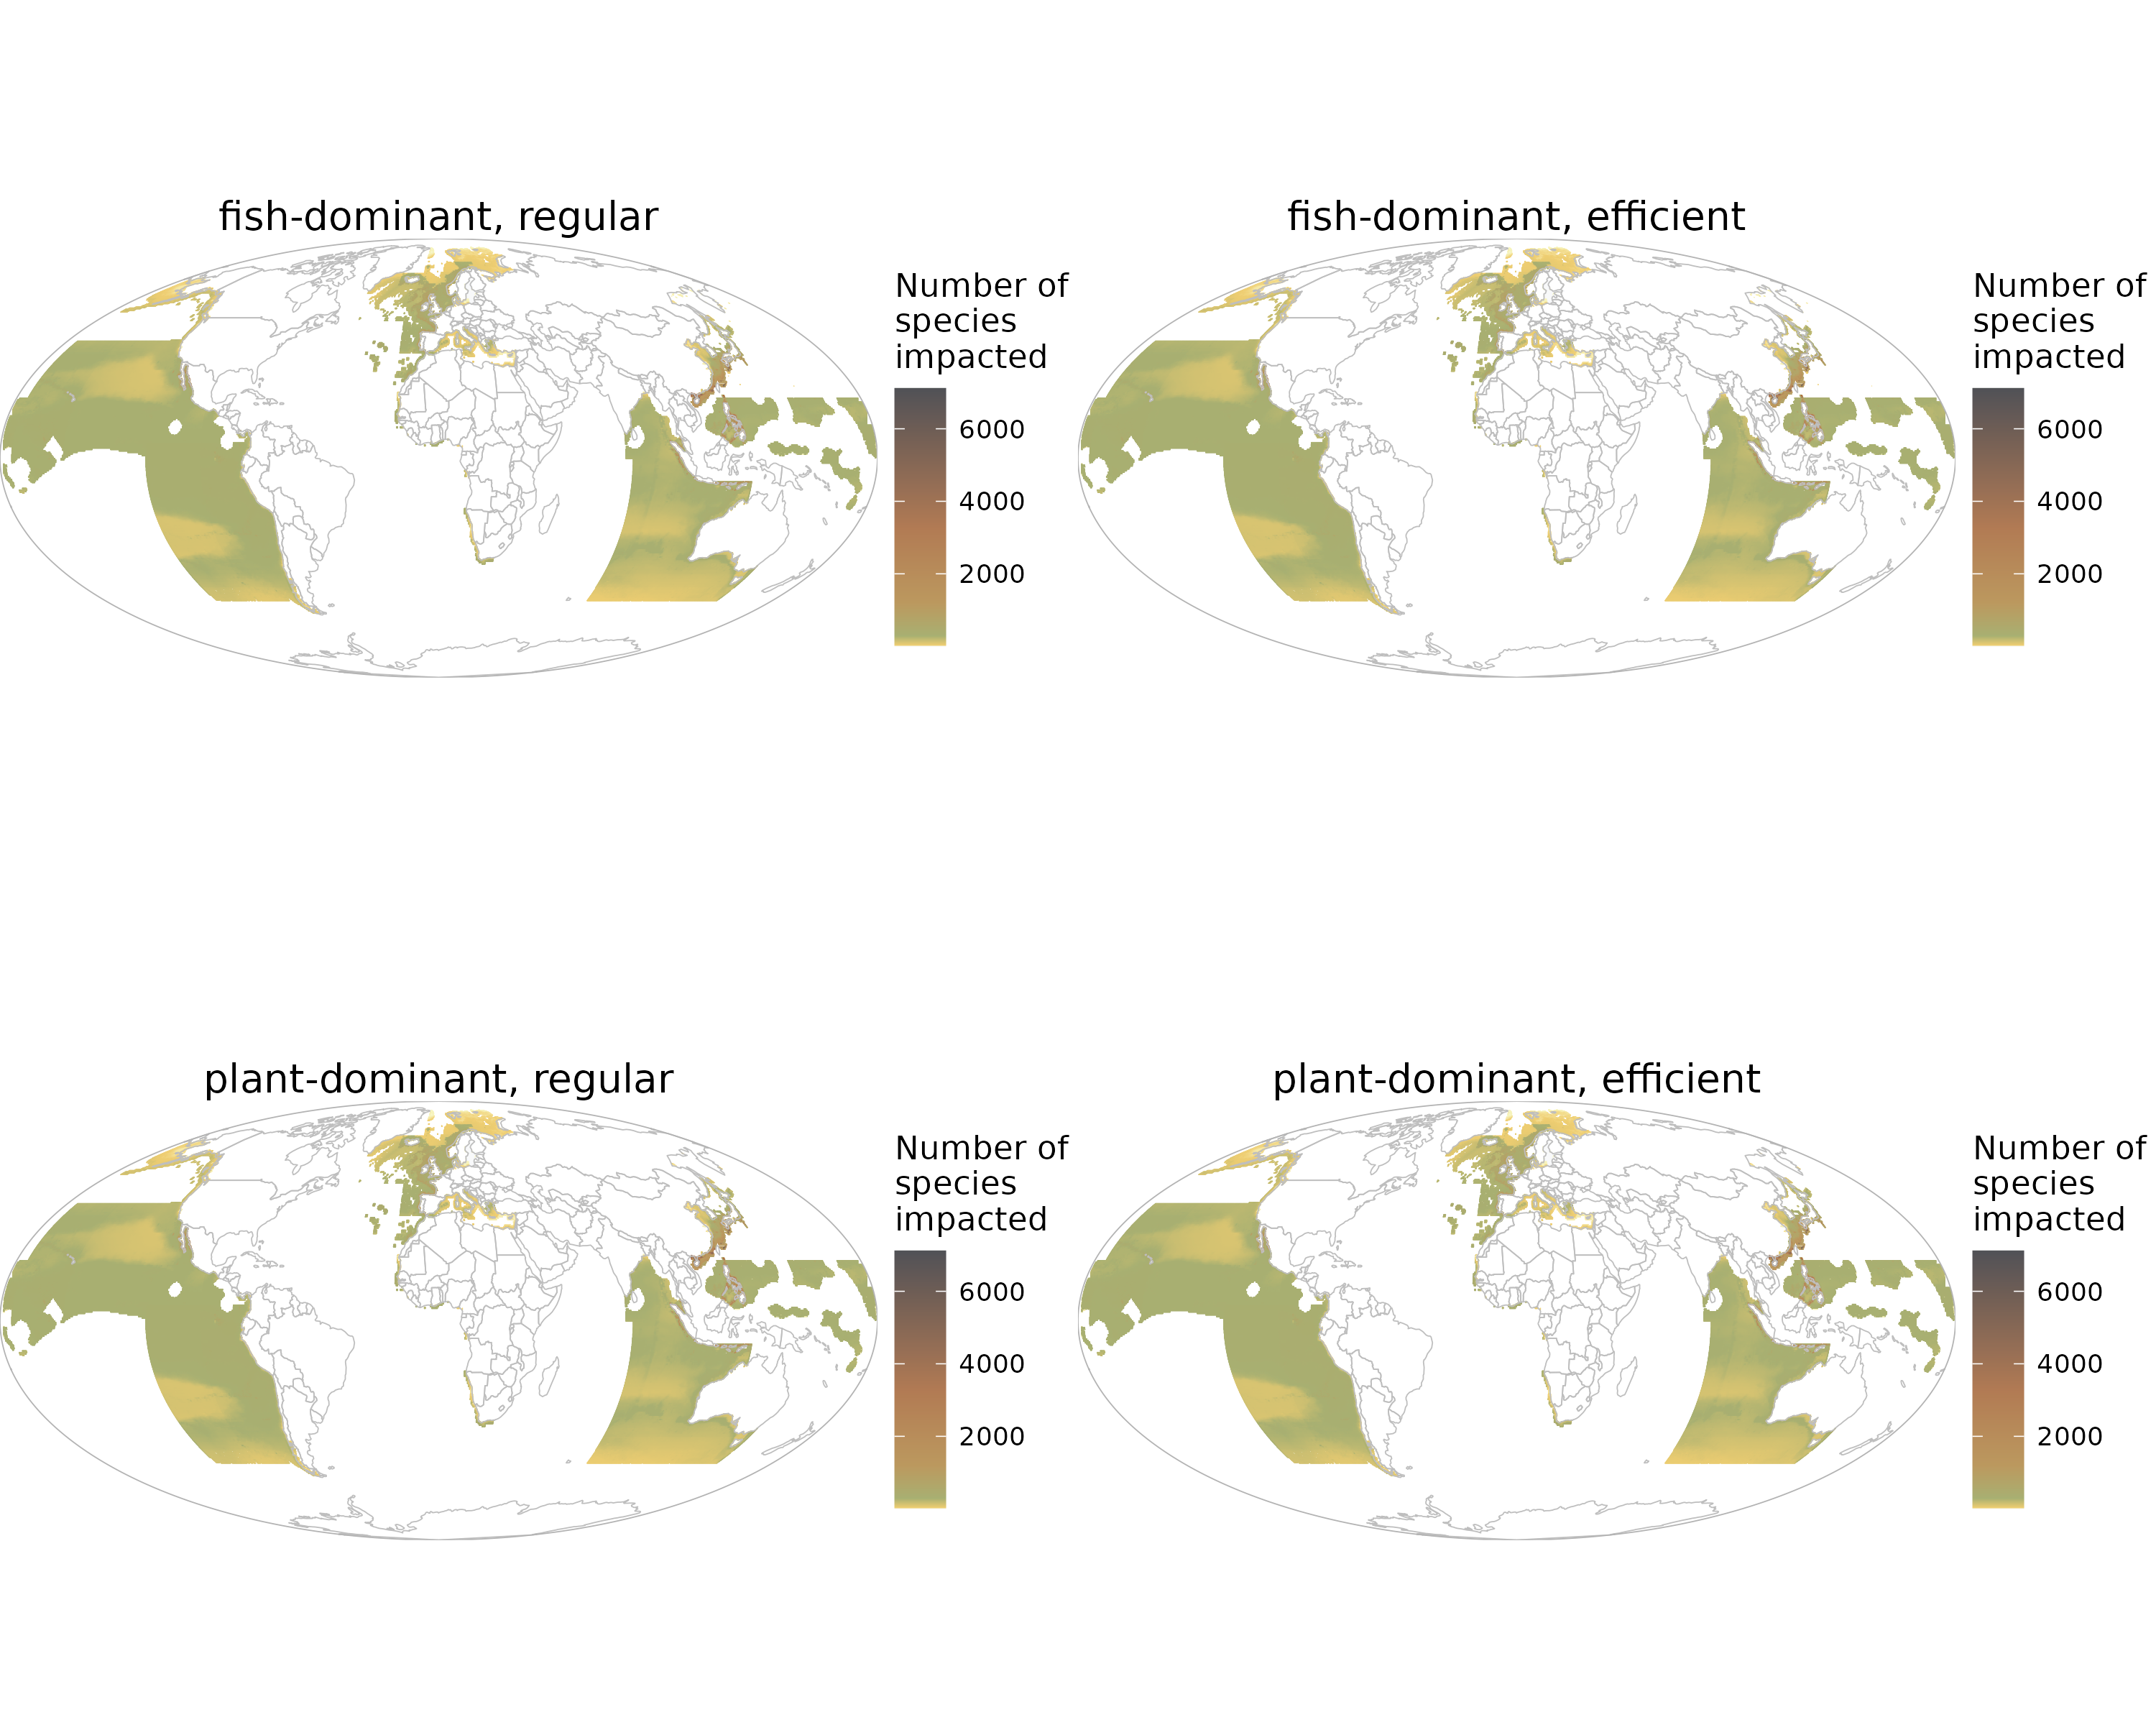 fish-dominant, regular
Number of
species
impacted
6000
4000
2000
fish-dominant, efficient
Number of
species
impacted
6000
4000
2000
plant-dominant, regular
Number of
species
impacted
6000
4000
2000
plant-dominant, efficient
Number of
species
impacted
6000
4000
2000